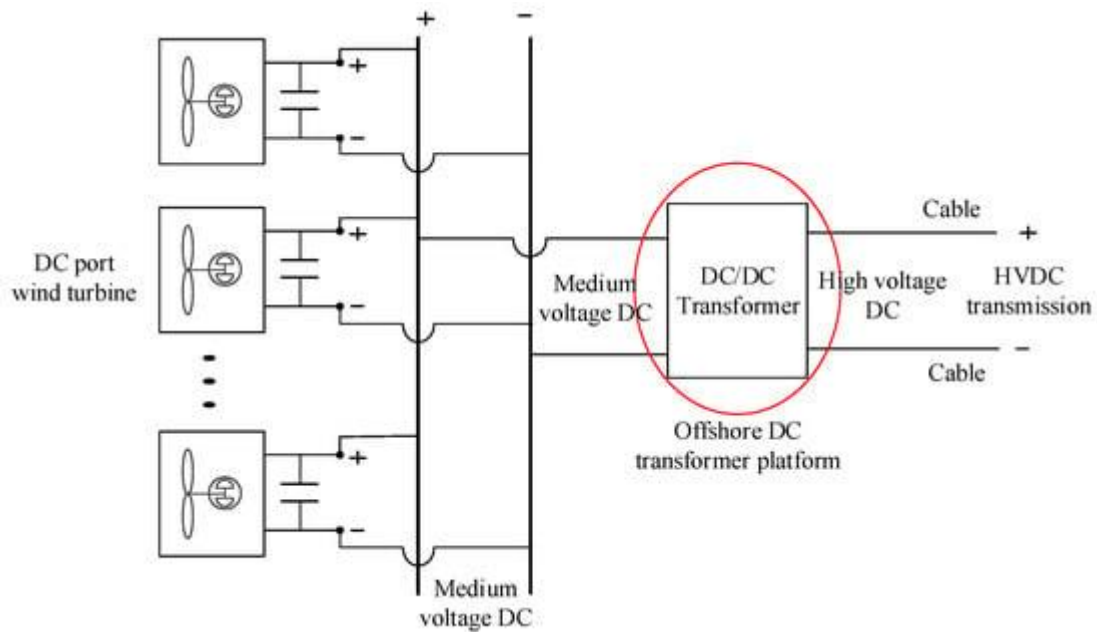 + −
+
−
+
−
DC port
wind turbine
+
−
Medium
voltage DC
Medium
voltage DC
DC/DC
Transformer
High voltage
DC
Cable
+
HVDC
transmission
−
Cable
Offshore DC
transformer platform